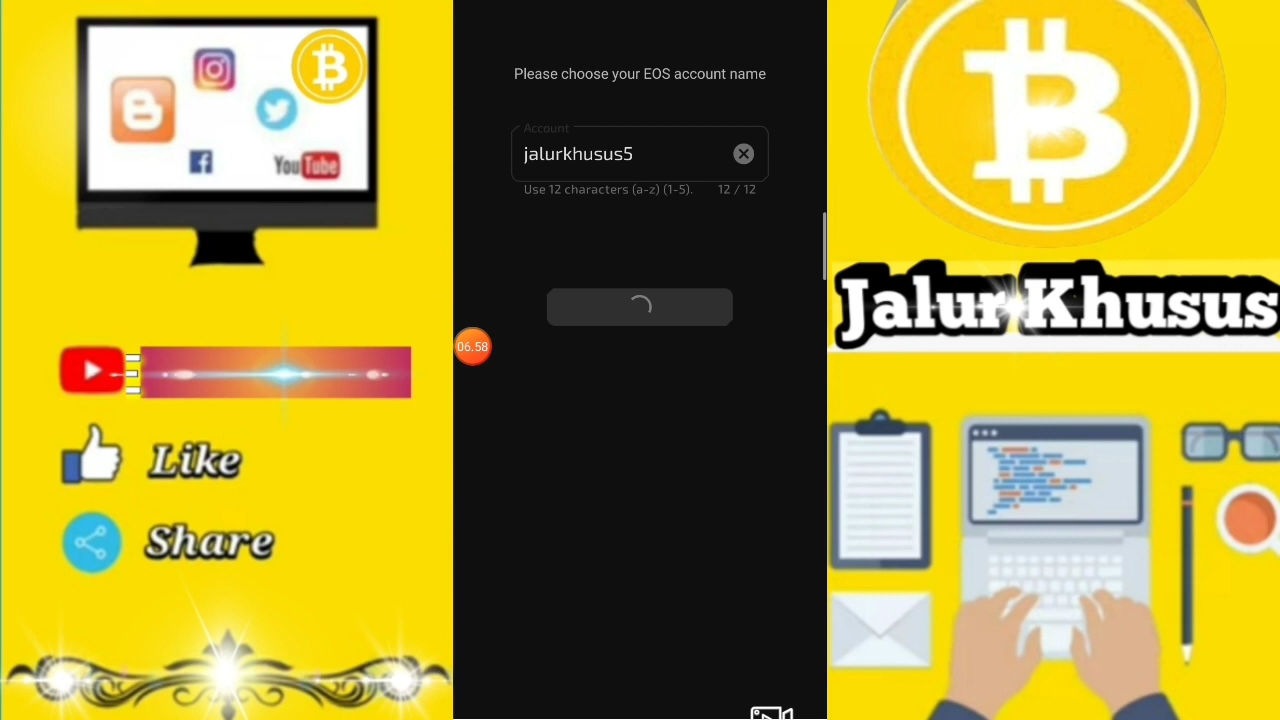 YouTube
Like
Share
Please choose your EOS account name
Account
jalurkhusus5
Use 12 characters (a-z) (1-5). 12 / 12
06.58
Jalur Khusus